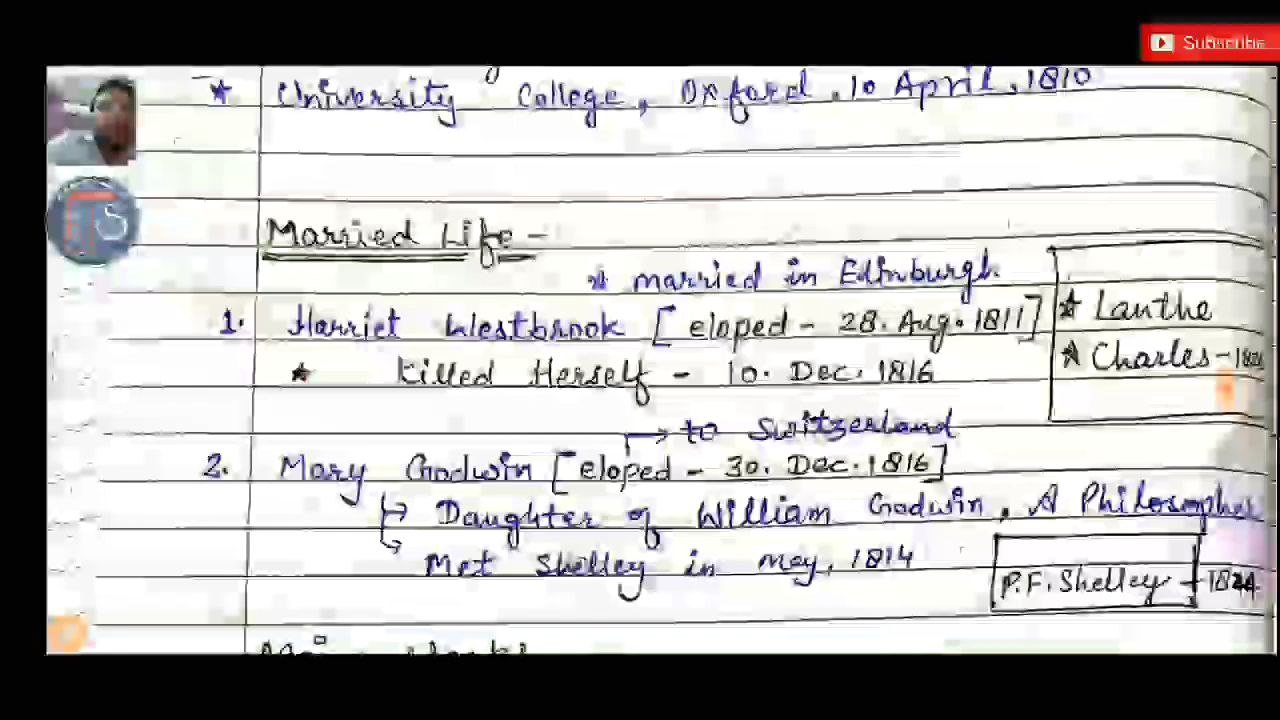 Subscribe
★ University College, Oxford, 10 April, 1810
Married Life -
★ married in Edinburgh
1. Harriet Westbrook [eloped - 28. Aug. 1811]
★ Lanthe
★ Killed Herself - 10. Dec. 1816
★ Charles -
→ to Switzerland
2. Mary Godwin [eloped - 30. Dec. 1816]
→ Daughter of William Godwin, A Philosopher
→ Met Shelley in may, 1814
P.F. Shelley -